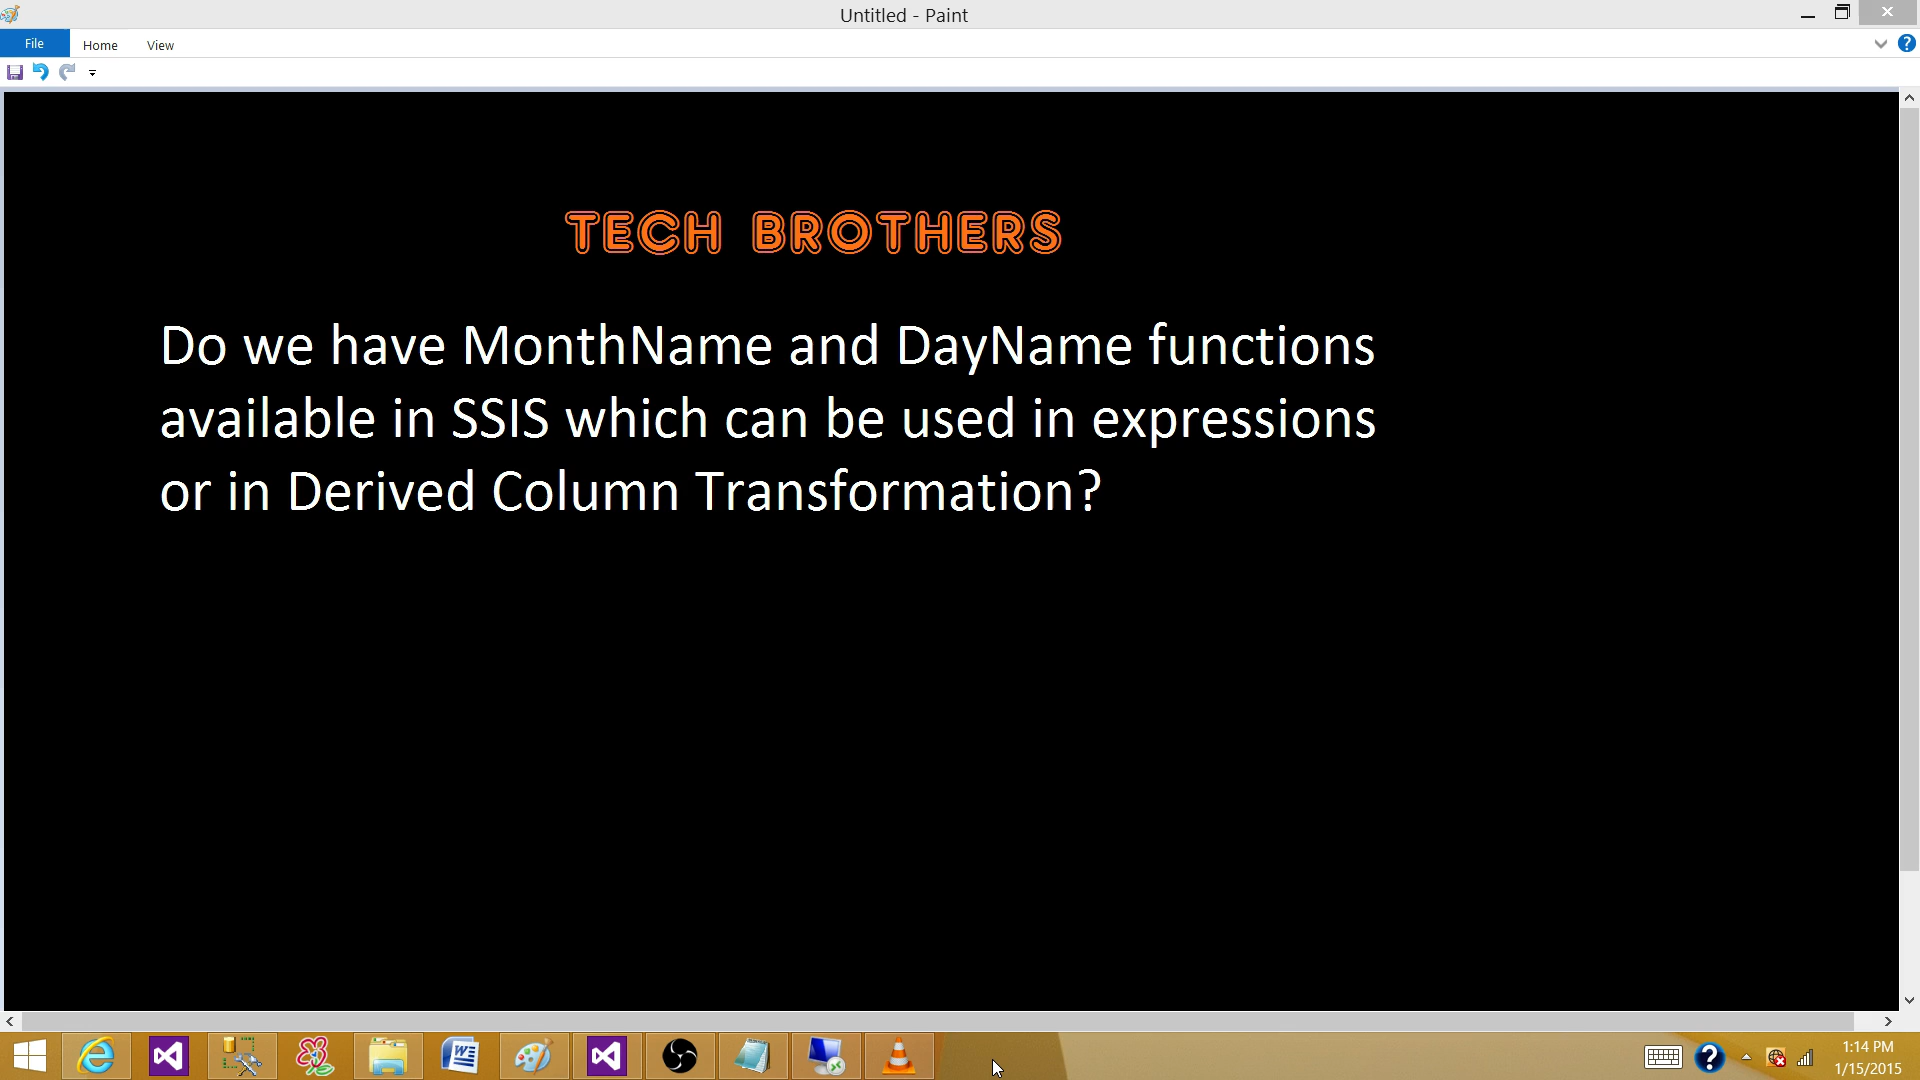 Untitled - Paint
File Home View
TECH BROTHERS
Do we have MonthName and DayName functions
available in SSIS which can be used in expressions
or in Derived Column Transformation?
1:14 PM
1/15/2015